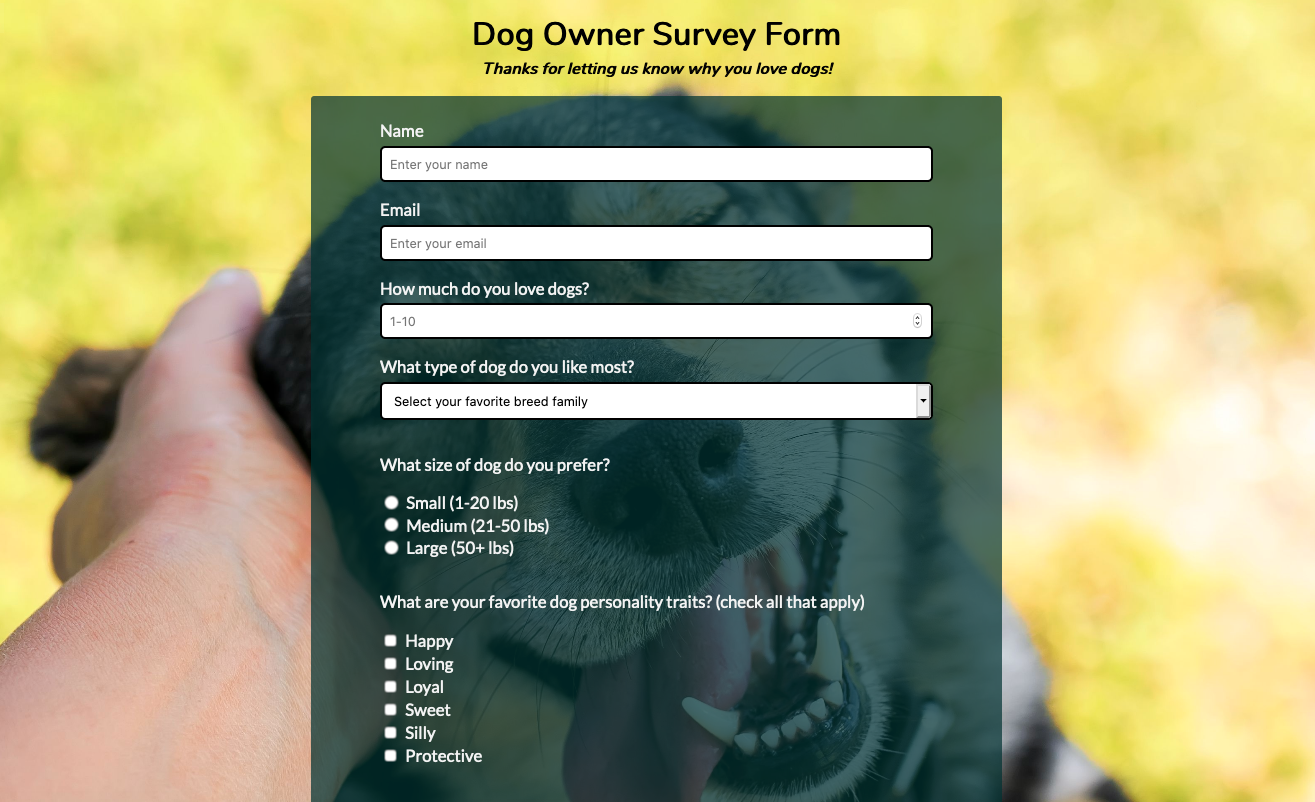 Dog Owner Survey Form
Thanks for letting us know why you love dogs!
Name
Enter your name
Email
Enter your email
How much do you love dogs?
1-10
What type of dog do you like most?
Select your favorite breed family
What size of dog do you prefer?
Small (1-20 lbs)
Medium (21-50 lbs)
Large (50+ lbs)
What are your favorite dog personality traits? (check all that apply)
Happy
Loving
Loyal
Sweet
Silly
Protective